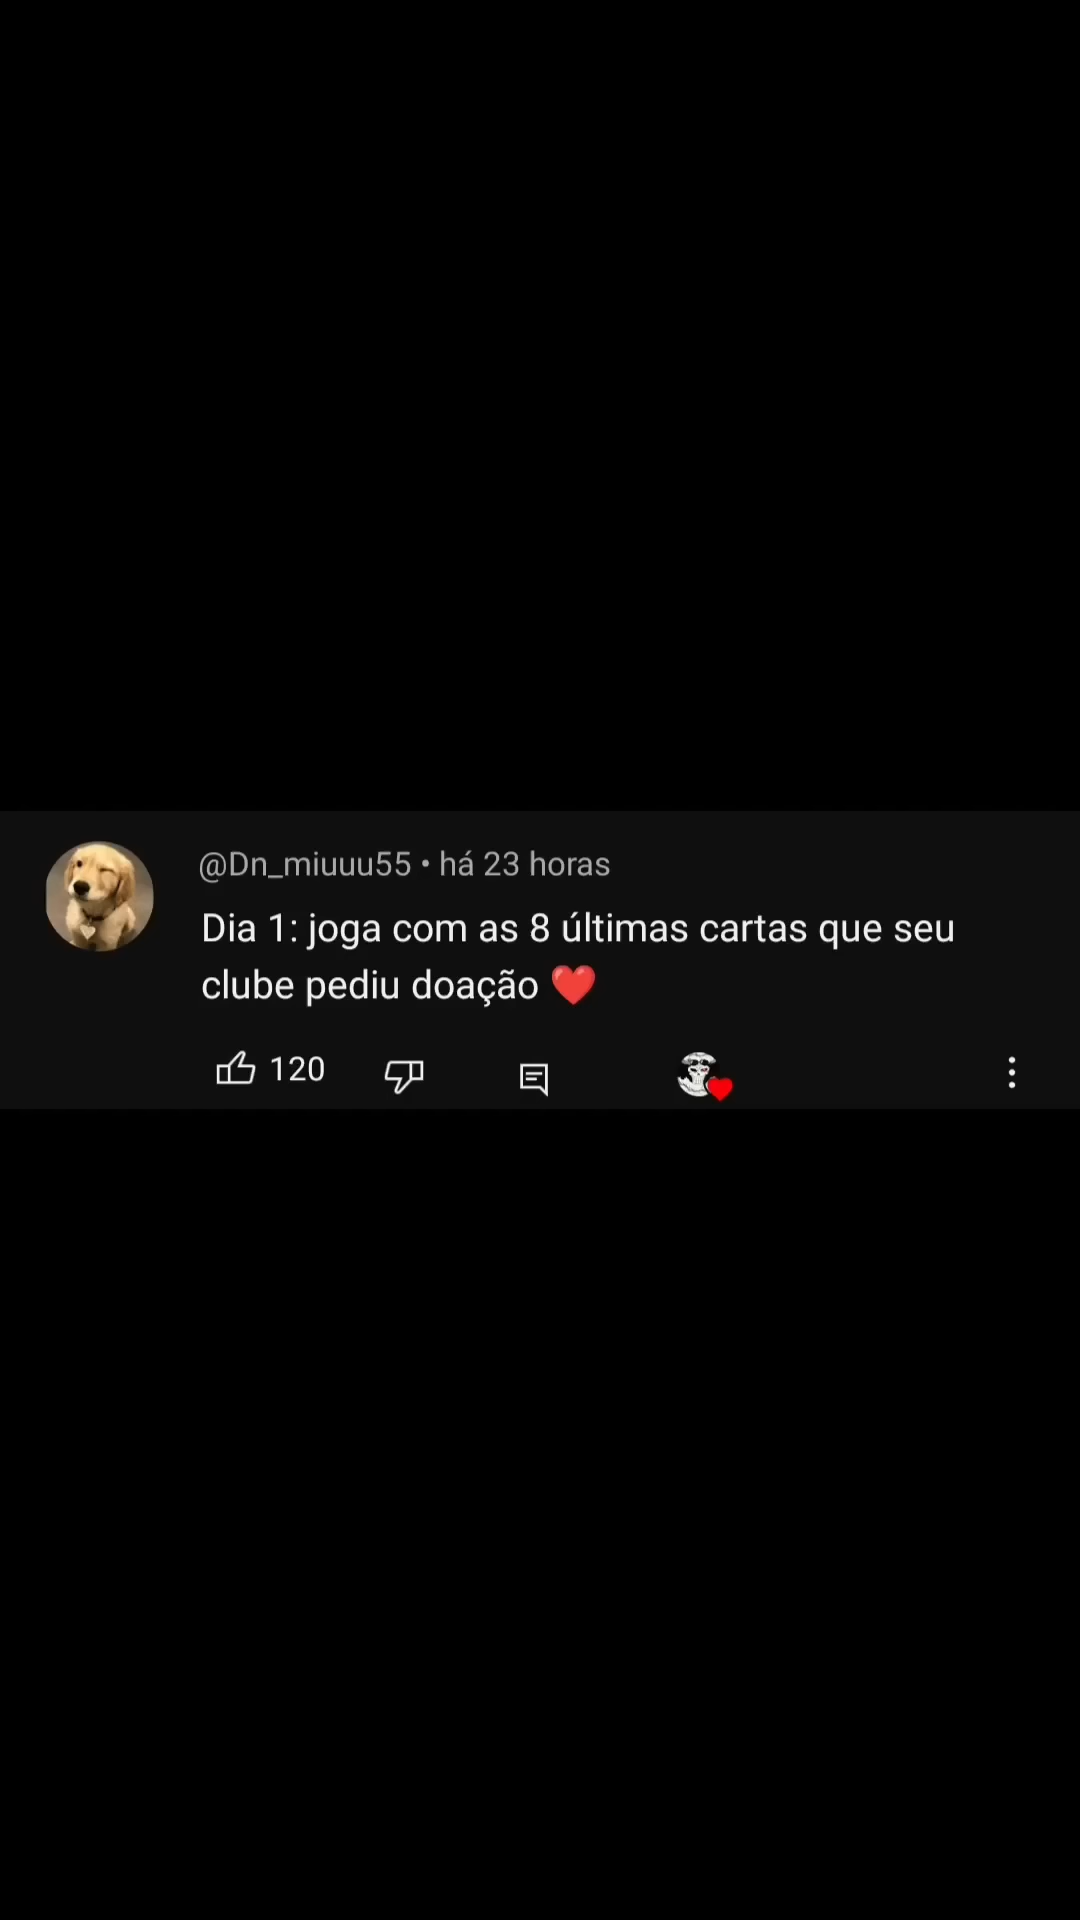 @Dn_miuuu55 • há 23 horas
Dia 1: joga com as 8 últimas cartas que seu
clube pediu doação ❤️
120